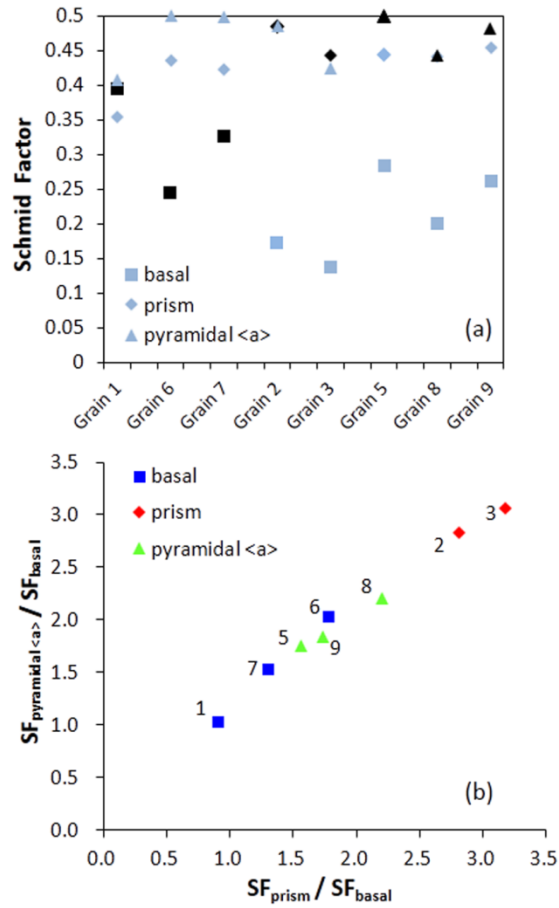 0.5
0.45
0.4
0.35
0.3
0.25
0.2
0.15
0.1
0.05
0
Schmid Factor
basal
prism
pyramidal <a>
(a)
Grain 1
Grain 6
Grain 7
Grain 2
Grain 3
Grain 5
Grain 8
Grain 9
3.5
3.0
2.5
2.0
1.5
1.0
0.5
0.0
SFpyramidal <a> / SFbasal
basal
prism
pyramidal <a>
3
2
8
6
5
9
7
1
(b)
0.0 0.5 1.0 1.5 2.0 2.5 3.0 3.5
SFprism / SFbasal